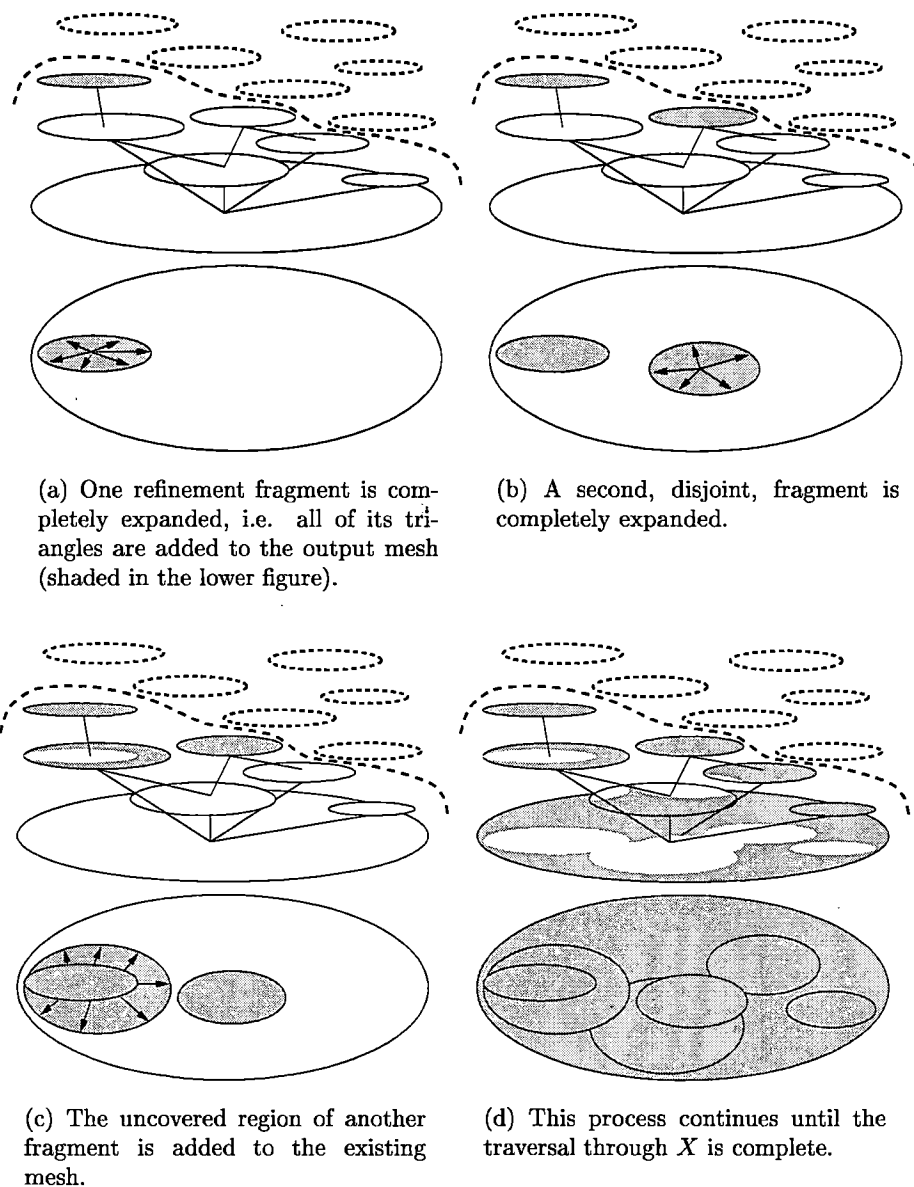 (a) One refinement fragment is com-
pletely expanded, i.e. all of its tri-
angles are added to the output mesh
(shaded in the lower figure).
(b) A second, disjoint, fragment is
completely expanded.
(c) The uncovered region of another
fragment is added to the existing
mesh.
(d) This process continues until the
traversal through X is complete.